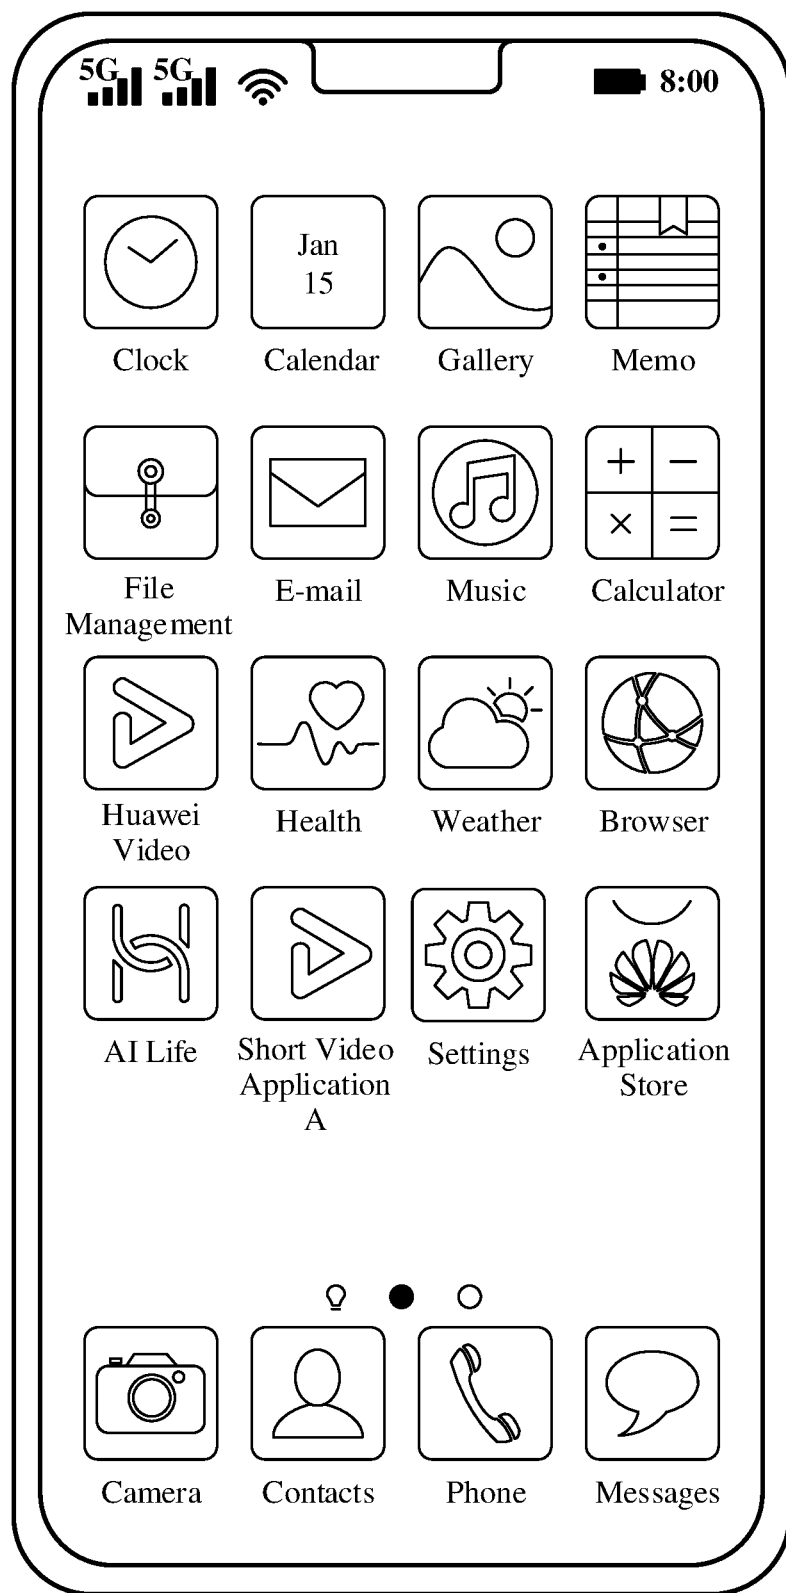 5G 5G 8:00
Jan
15
Clock Calendar Gallery Memo
+ −
× =
File
Management E-mail Music Calculator
Huawei
Video Health Weather Browser
AI Life Short Video
Application
A Settings Application
Store
Camera Contacts Phone Messages